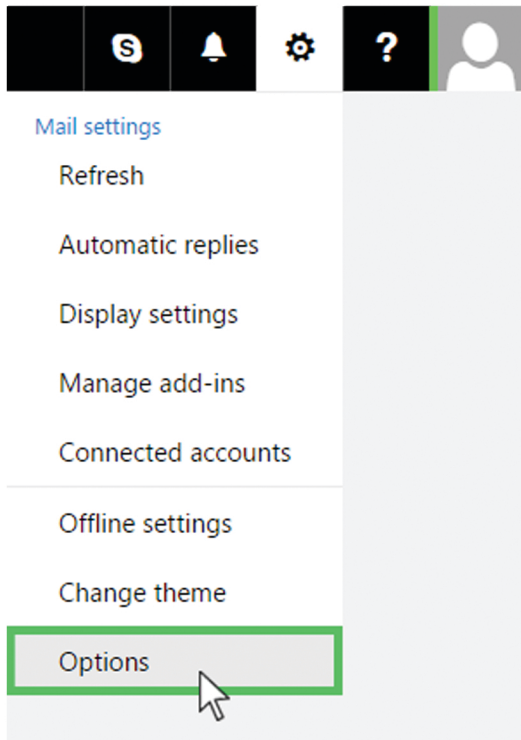 S
?
Mail settings
Refresh
Automatic replies
Display settings
Manage add-ins
Connected accounts
Offline settings
Change theme
Options